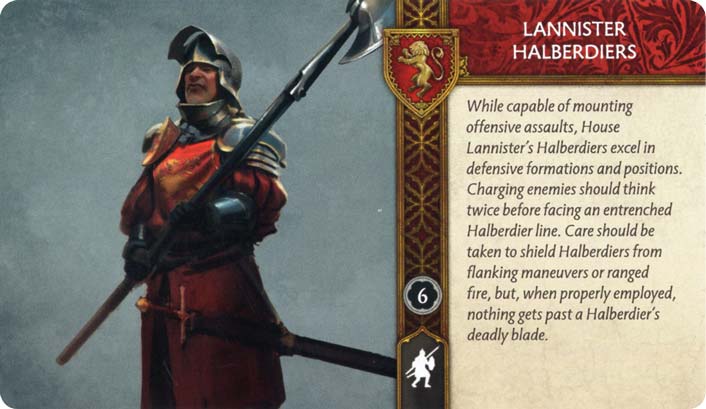 LANNISTER
HALBERDIERS
While capable of mounting
offensive assaults, House
Lannister's Halberdiers excel in
defensive formations and positions.
Charging enemies should think
twice before facing an entrenched
Halberdier line. Care should be
taken to shield Halberdiers from
flanking maneuvers or ranged
fire, but, when properly employed,
nothing gets past a Halberdier's
deadly blade.
6